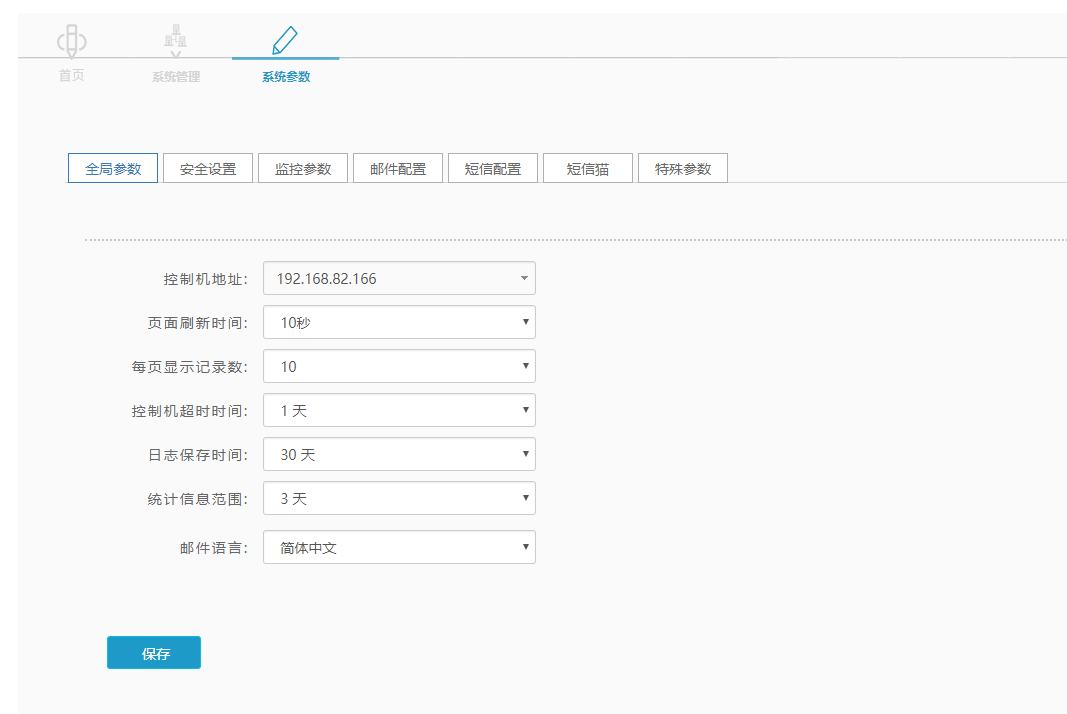 首页
系统管理
系统参数
全局参数
安全设置
监控参数
邮件配置
短信配置
短信猫
特殊参数
控制机地址: 192.168.82.166
页面刷新时间: 10秒
每页显示记录数: 10
控制机超时时间: 1 天
日志保存时间: 30 天
统计信息范围: 3 天
邮件语言: 简体中文
保存